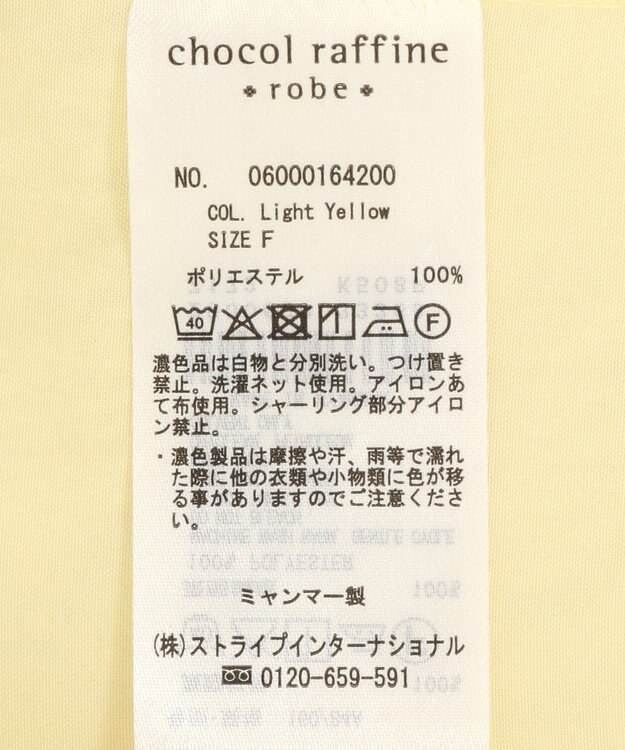 chocol raffine
robe
NO. 06000164200
COL. Light Yellow
SIZE F
ポリエステル 100%
40 F
濃色品は白物と分別洗い。つけ置き
禁止。洗濯ネット使用。アイロンあ
て布使用。シャーリング部分アイロ
ン禁止。
・濃色製品は摩擦や汗、雨等で濡れ
た際に他の衣類や小物類に色が移
る事がありますのでご注意くださ
い。
ミャンマー製
(株)ストライプインターナショナル
0120-659-591